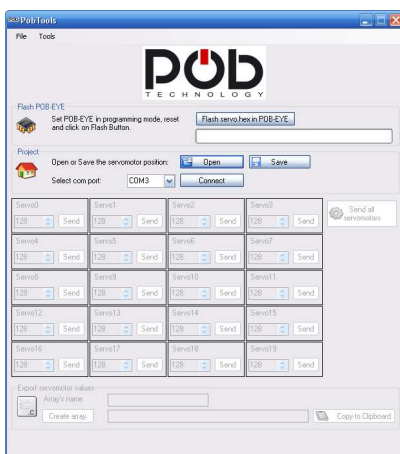 PobTools
File Tools
POB
TECHNOLOGY
Flash POB-EYE
Set POB-EYE in programming mode, reset
and click on Flash Button.
Flash servo.hex in POB-EYE
Project
Open or Save the servomotor position:
Open
Save
Select com port:
COM3
Connect
Servo0 Servo1 Servo2 Servo3
128 Send 128 Send 128 Send 128 Send
Send all
servomotors
Servo4 Servo5 Servo6 Servo7
128 Send 128 Send 128 Send 128 Send
Servo8 Servo9 Servo10 Servo11
128 Send 128 Send 128 Send 128 Send
Servo12 Servo13 Servo14 Servo15
128 Send 128 Send 128 Send 128 Send
Servo16 Servo17 Servo18 Servo19
128 Send 128 Send 128 Send 128 Send
Export servomotor values
Array's name
.c
Create array
Copy to Clipboard